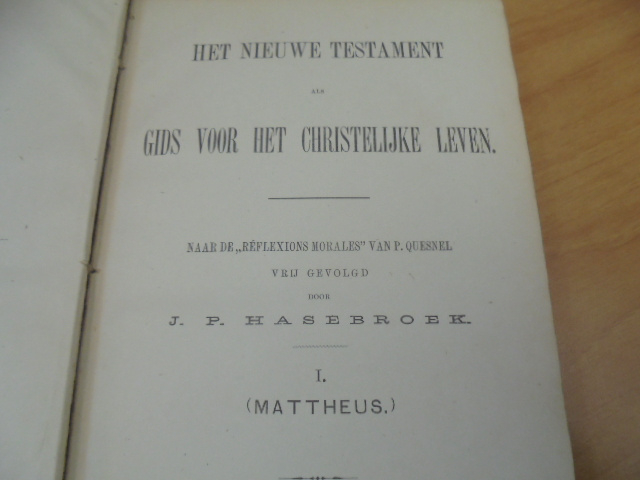 HET NIEUWE TESTAMENT
ALS
GIDS VOOR HET CHRISTELIJKE LEVEN.
NAAR DE „RÉFLEXIONS MORALES” VAN P. QUESNEL
VRIJ GEVOLGD
DOOR
J. P. HASEBROEK.
I.
(MATTHEUS.)